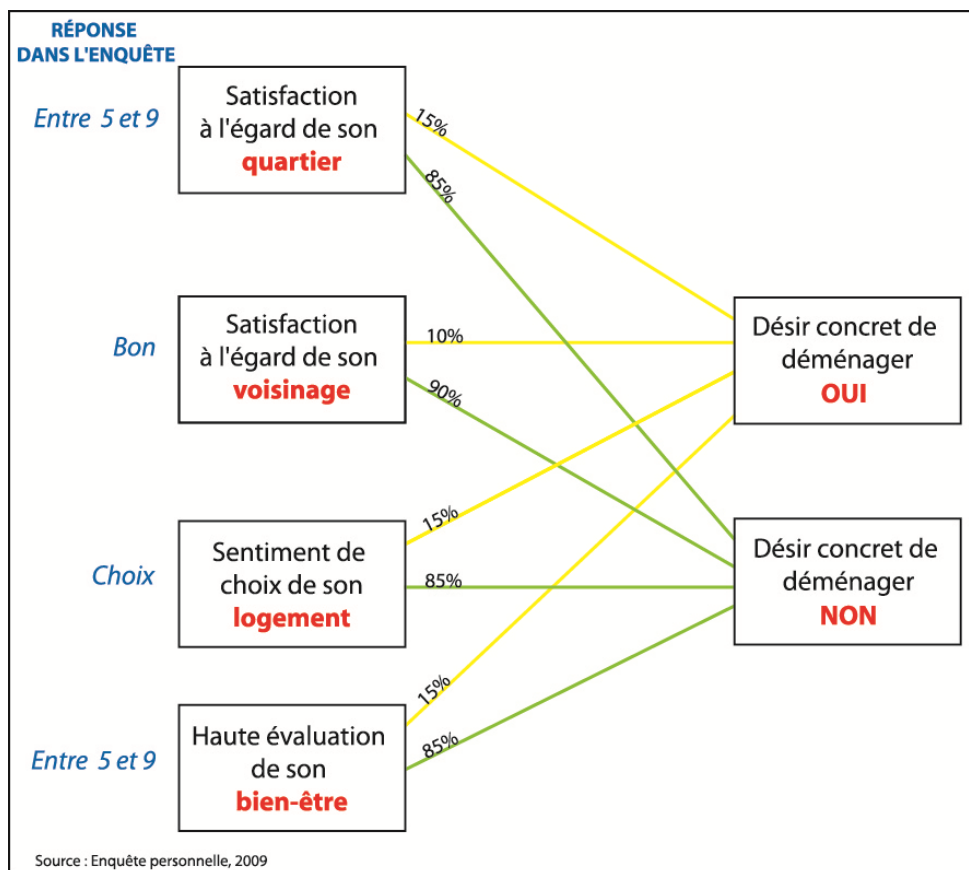 RÉPONSE
DANS L'ENQUÊTE
Entre 5 et 9
Satisfaction
à l'égard de son
quartier
15%
85%
Bon
Satisfaction
à l'égard de son
voisinage
10%
90%
Désir concret de
déménager
OUI
Choix
Sentiment de
choix de son
logement
15%
85%
Désir concret de
déménager
NON
Entre 5 et 9
Haute évaluation
de son
bien-être
15%
85%
Source : Enquête personnelle, 2009